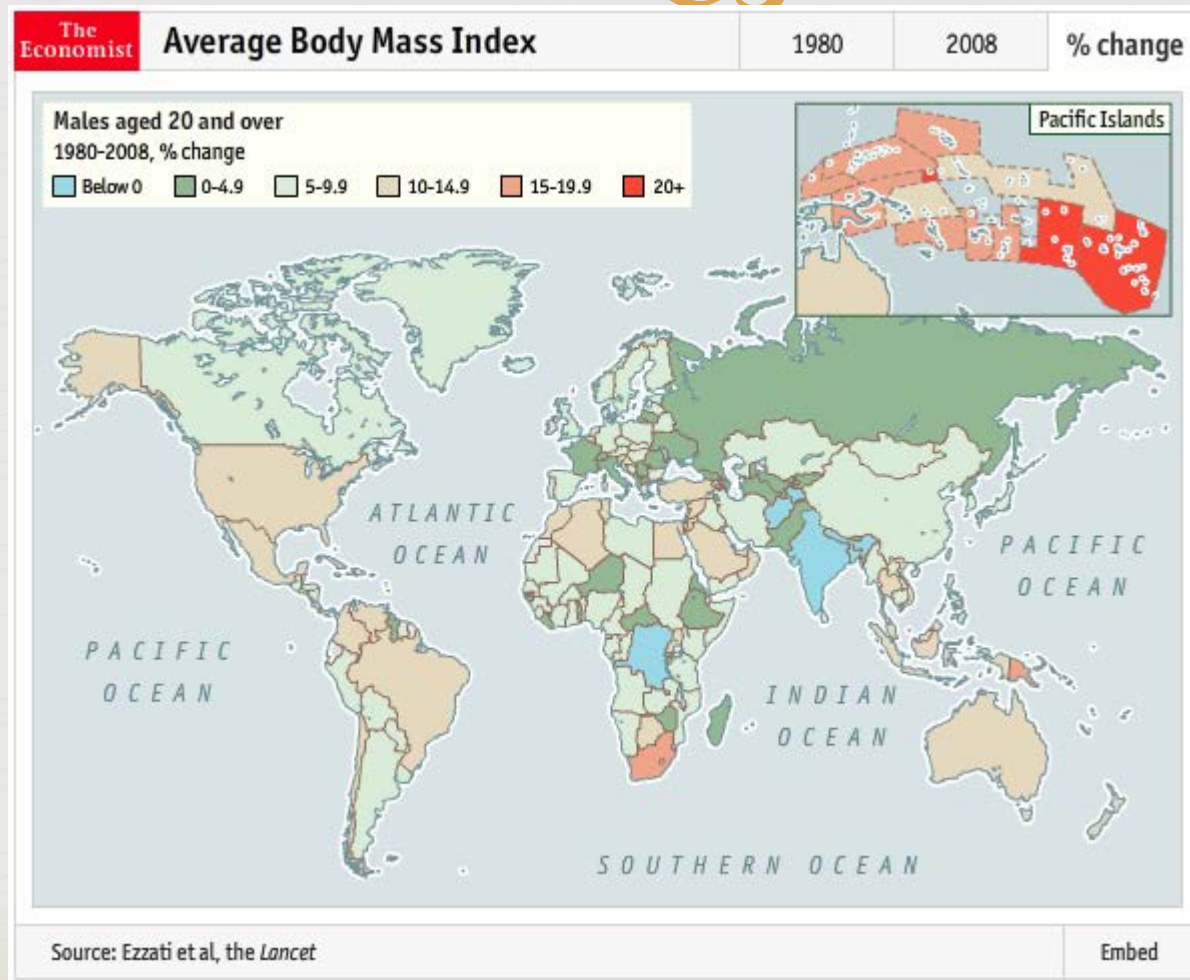 The
Economist
Average Body Mass Index
1980
2008
% change
Males aged 20 and over
1980-2008, % change
Below 0
0-4.9
5-9.9
10-14.9
15-19.9
20+
Pacific Islands
ATLANTIC
OCEAN
PACIFIC
OCEAN
PACIFIC
OCEAN
INDIAN
OCEAN
SOUTHERN OCEAN
Source: Ezzati et al, the Lancet
Embed